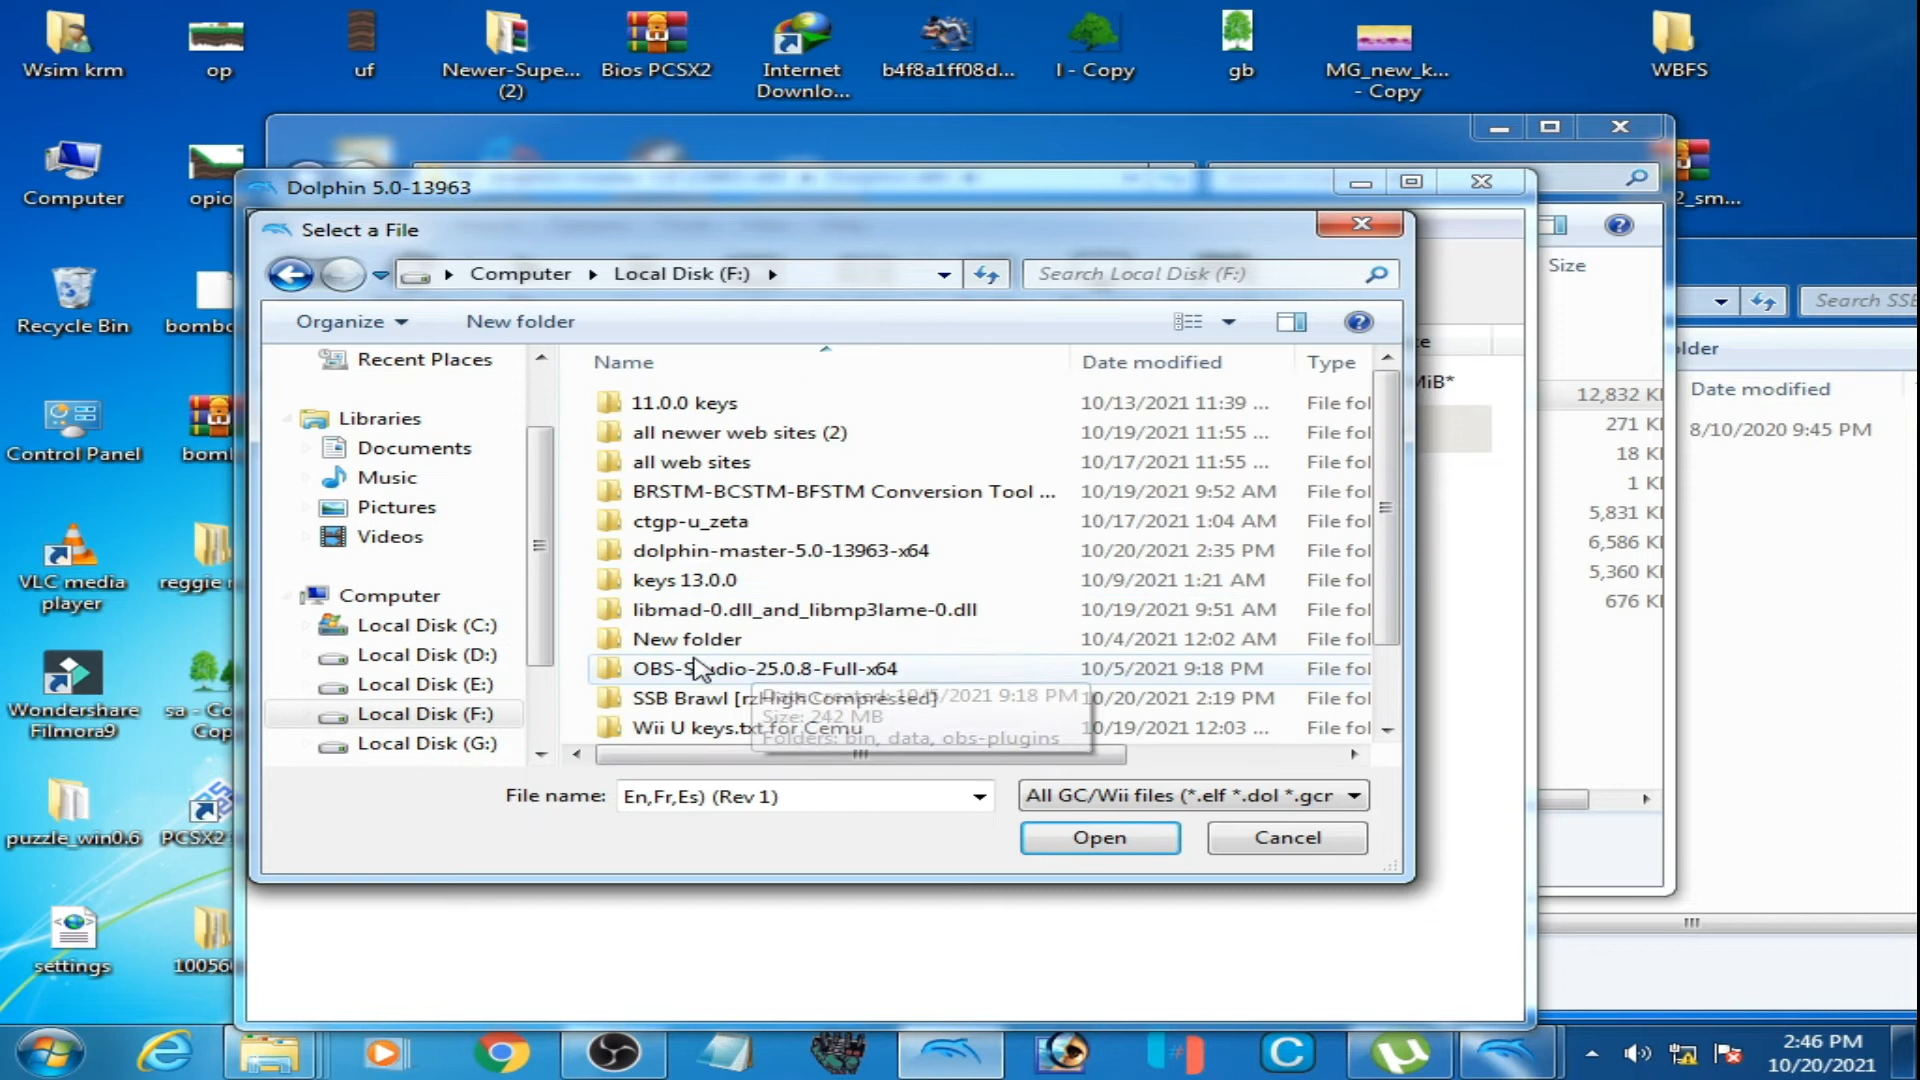 Wsim krm
op
uf
Newer-Supe...
(2)
Bios PCSX2
Internet
Downlo...
b4f8a1ff08d...
I - Copy
gb
MG_new_k...
- Copy
WBFS
Computer
opio
2_sm...
Dolphin 5.0-13963
Select a File
Computer
Local Disk (F:)
Search Local Disk (F:)
Size
Search SSB
Organize
New folder
older
Recent Places
Name
Date modified
Type
MiB*
12,832 K
Date modified
Recycle Bin
bombo
Libraries
11.0.0 keys
10/13/2021 11:39 ...
File fol
271 K
8/10/2020 9:45 PM
Documents
all newer web sites (2)
10/19/2021 11:55 ...
File fol
18 K
Control Panel
bom
Music
all web sites
10/17/2021 11:55 ...
File fol
1 K
Pictures
BRSTM-BCSTM-BFSTM Conversion Tool ...
10/19/2021 9:52 AM
File fol
5,831 K
Videos
ctgp-u_zeta
10/17/2021 1:04 AM
File fol
6,586 K
dolphin-master-5.0-13963-x64
10/20/2021 2:35 PM
File fol
5,360 K
VLC media
player
reggie
Computer
keys 13.0.0
10/9/2021 1:21 AM
File fol
676 K
Local Disk (C:)
libmad-0.dll_and_libmp3lame-0.dll
10/19/2021 9:51 AM
File fol
Local Disk (D:)
New folder
10/4/2021 12:02 AM
File fol
Local Disk (E:)
OBS-Studio-25.0.8-Full-x64
10/5/2021 9:18 PM
File fol
Wondershare
Filmora9
sa - Co
Cop
Local Disk (F:)
SSB Brawl [rzHighCompressed]
10/20/2021 2:19 PM
File fol
Local Disk (G:)
Wii U keys.txt for Cemu
10/19/2021 12:03 ...
File fol
Date created: 10/5/2021 9:18 PM
Size: 242 MB
Folders: bin, data, obs-plugins
File name:
En,Fr,Es) (Rev 1)
All GC/Wii files (*.elf *.dol *.gcr
Open
Cancel
puzzle_win0.6
PCSX2
settings
10056
2:46 PM
10/20/2021